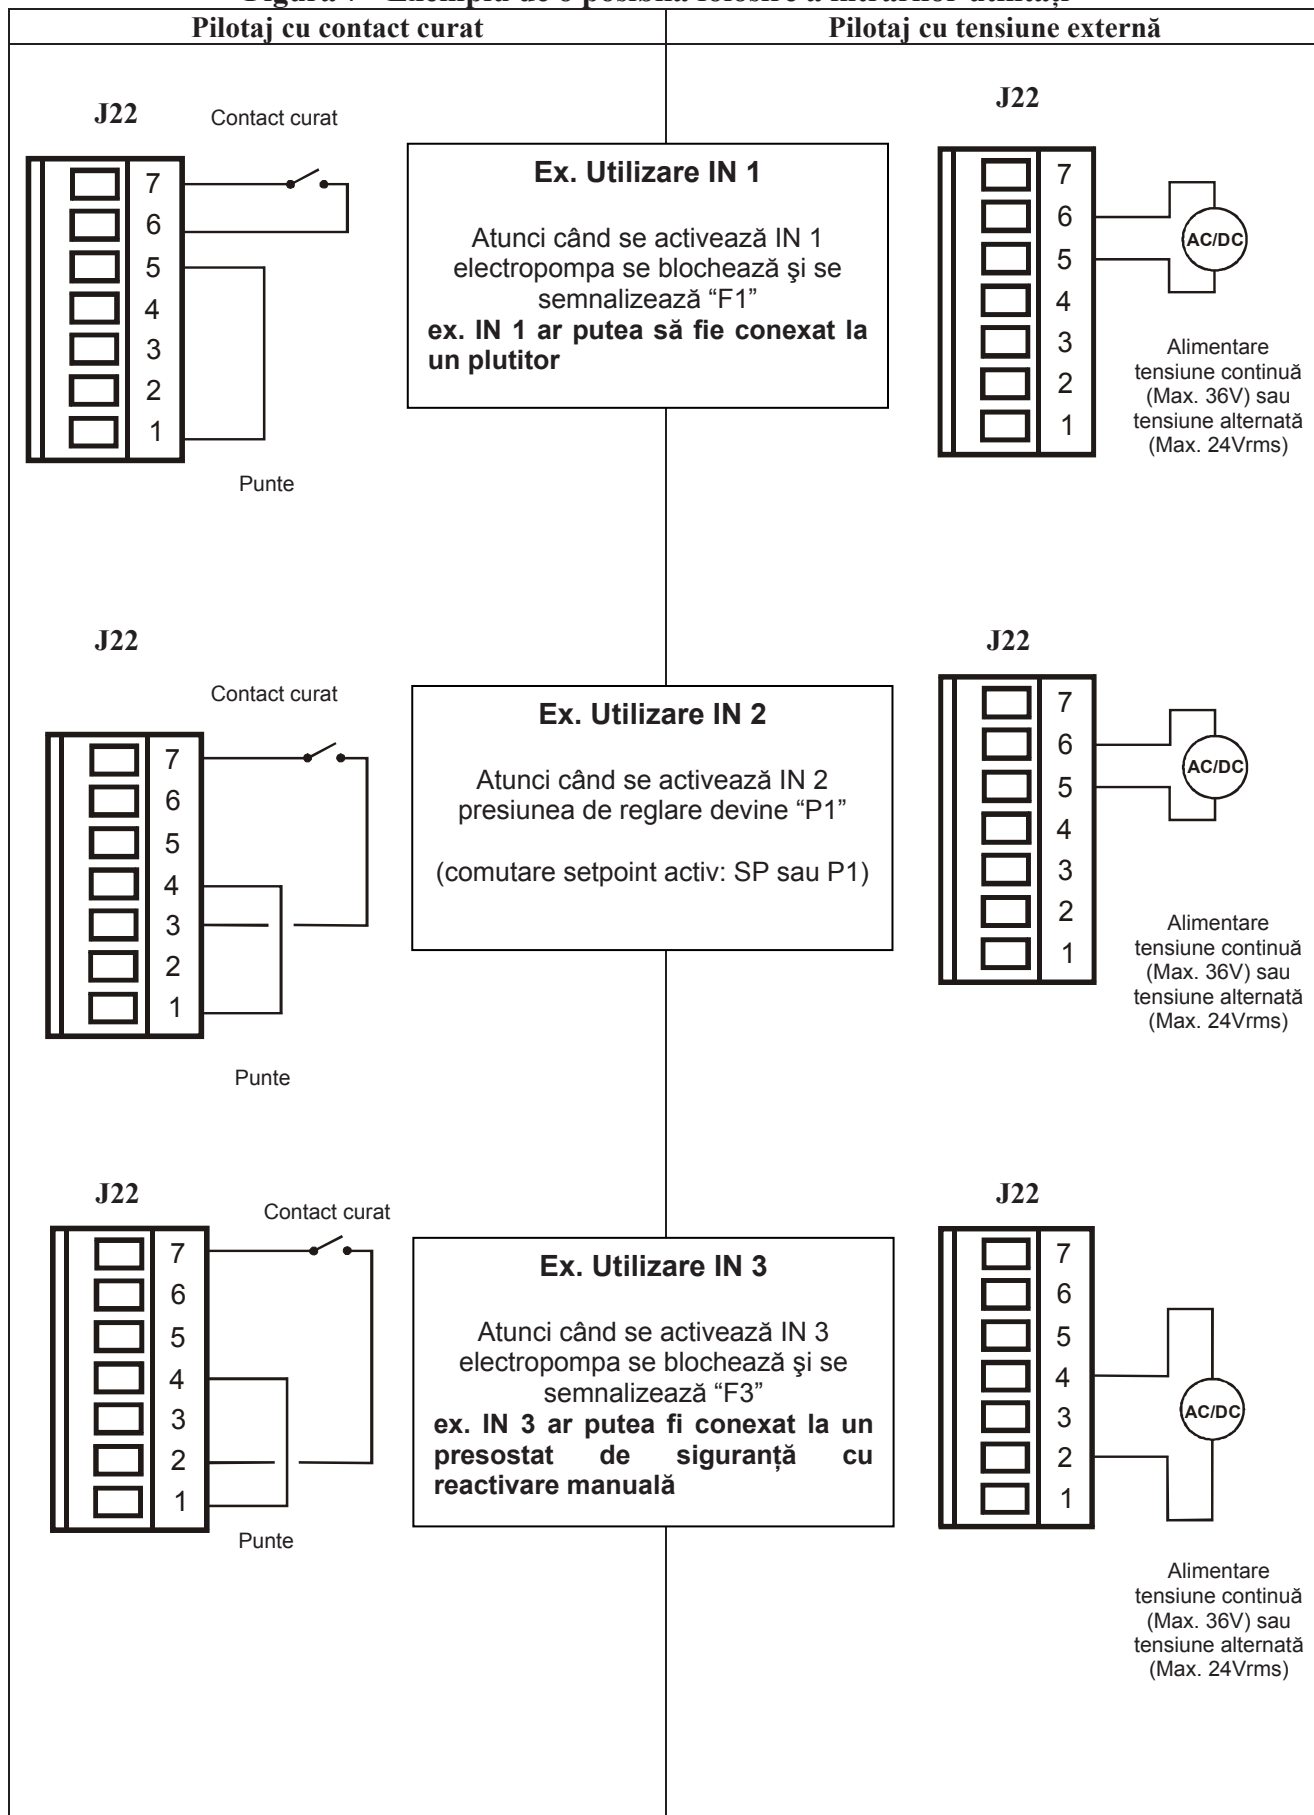 Pilotaj cu contact curat
Pilotaj cu tensiune externă
J22
Contact curat
7
6
5
4
3
2
1
Punte
Ex. Utilizare IN 1
Atunci când se activează IN 1
electropompa se blochează şi se
semnalizează “F1”
ex. IN 1 ar putea să fie conexat la
un plutitor
J22
7
6
5
4
3
2
1
AC/DC
Alimentare
tensiune continuă
(Max. 36V) sau
tensiune alternată
(Max. 24Vrms)
J22
Contact curat
7
6
5
4
3
2
1
Punte
Ex. Utilizare IN 2
Atunci când se activează IN 2
presiunea de reglare devine “P1”
(comutare setpoint activ: SP sau P1)
J22
7
6
5
4
3
2
1
AC/DC
Alimentare
tensiune continuă
(Max. 36V) sau
tensiune alternată
(Max. 24Vrms)
J22
Contact curat
7
6
5
4
3
2
1
Punte
Ex. Utilizare IN 3
Atunci când se activează IN 3
electropompa se blochează şi se
semnalizează “F3”
ex. IN 3 ar putea fi conexat la un
presostat de siguranţă cu
reactivare manuală
J22
7
6
5
4
3
2
1
AC/DC
Alimentare
tensiune continuă
(Max. 36V) sau
tensiune alternată
(Max. 24Vrms)